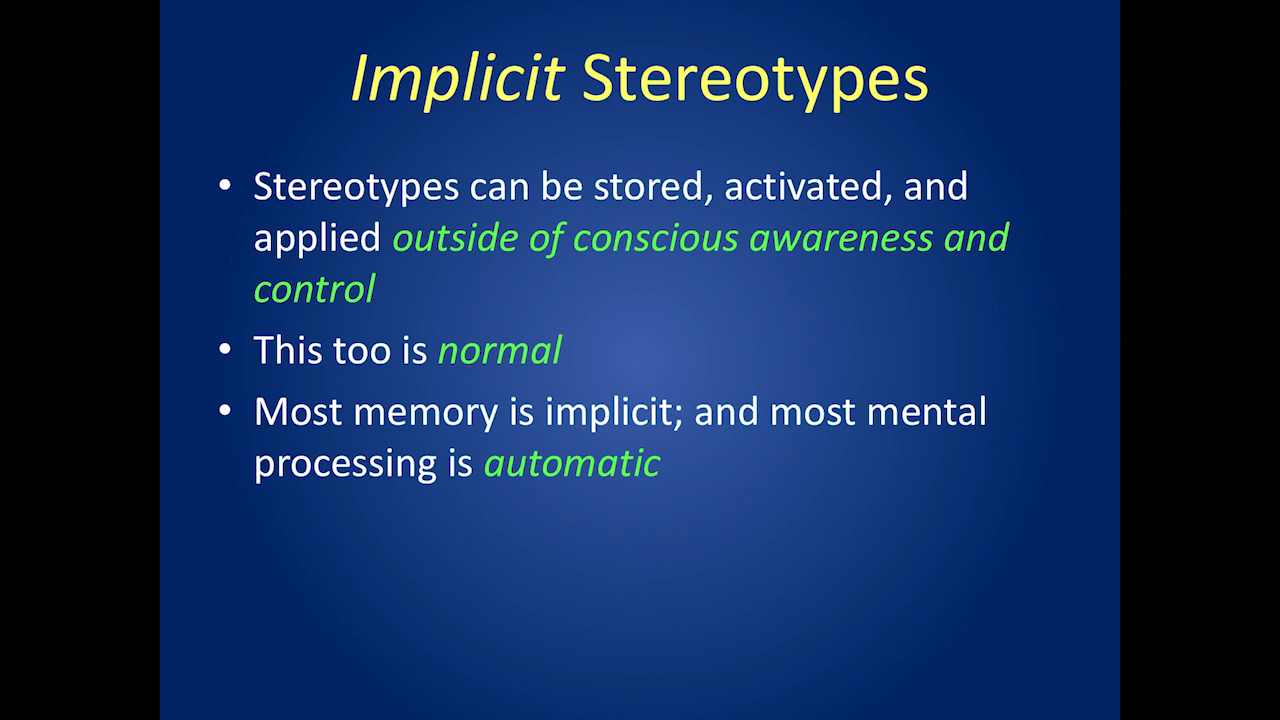 Implicit Stereotypes
• Stereotypes can be stored, activated, and
applied outside of conscious awareness and
control
• This too is normal
• Most memory is implicit; and most mental
processing is automatic